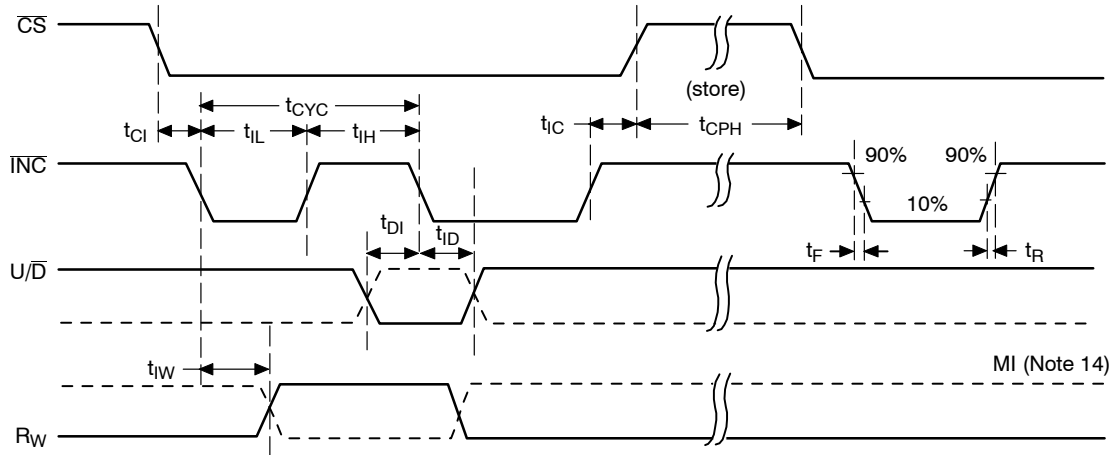 CS
(store)
tCYC
tCI
tIL
tIH
tIC
tCPH
INC
90%
90%
10%
tDI
tID
tF
tR
U/D
tIW
MI (Note 14)
RW